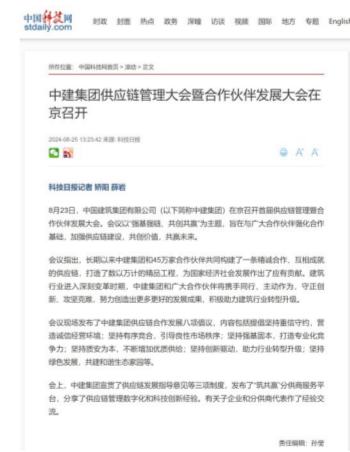 中国科技网
stdaily.com
时政 封面 热点 政务 深瞳 访谈 视频 国际 地方 专题 English
所在位置： 中国科技网首页 > 滚动 > 正文
中建集团供应链管理大会暨合作伙伴发展大会在
京召开
2024-08-25 13:23:42 来源: 科技日报
科技日报记者 矫阳 薛岩
8月23日，中国建筑集团有限公司（以下简称中建集团）在京召开首届供应链管理暨合
作伙伴发展大会。会议以“强基强链，共创共赢”为主题，旨在与广大合作伙伴强化合作
基础，加强供应链建设，共创价值，共赢未来。
会议指出，长期以来中建集团和45万家合作伙伴共同构建了一条精诚合作、互相成就
的供应链，打造了数以万计的精品工程，为国家经济社会发展作出了应有贡献。建筑
行业进入深刻变革时期，中建集团和广大合作伙伴将携手同行，主动作为、守正创
新、攻坚克难，努力创造出更多更好的发展成果，积极助力建筑行业转型升级。
会议现场发布了中建集团供应链合作发展八项倡议，内容包括提倡坚持重信守约，营
造诚信经营环境；坚持有序竞合，引导良性市场秩序；坚持强基固本，打造专业化竞
争力；坚持质安为本，不断增加优质供给；坚持创新驱动，助力行业转型升级；坚持
绿色发展，共建和谐生态家园等。
会上，中建集团宣贯了供应链发展指导意见等三项制度，发布了“筑共赢”分供商服务平
台，分享了供应链管理数字化和科技创新经验。有关子企业和分供商代表作了经验交
流。
责任编辑：孙莹